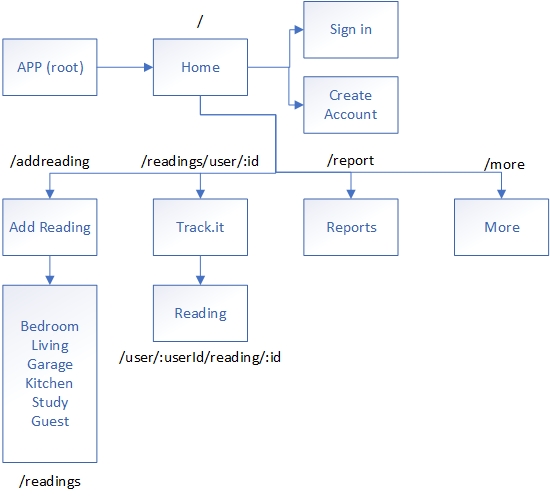 /
Sign in
APP (root)
Home
Create
Account
/addreading
/readings/user/:id
/report
/more
Add Reading
Track.it
Reports
More
Bedroom
Living
Garage
Kitchen
Study
Guest
Reading
/user/:userId/reading/:id
/readings